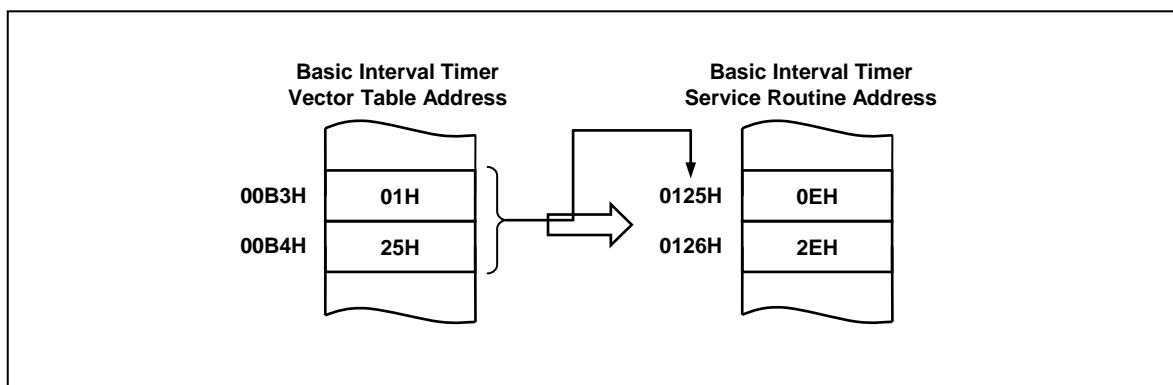 Basic Interval Timer
Vector Table Address
00B3H 01H
00B4H 25H
Basic Interval Timer
Service Routine Address
0125H 0EH
0126H 2EH